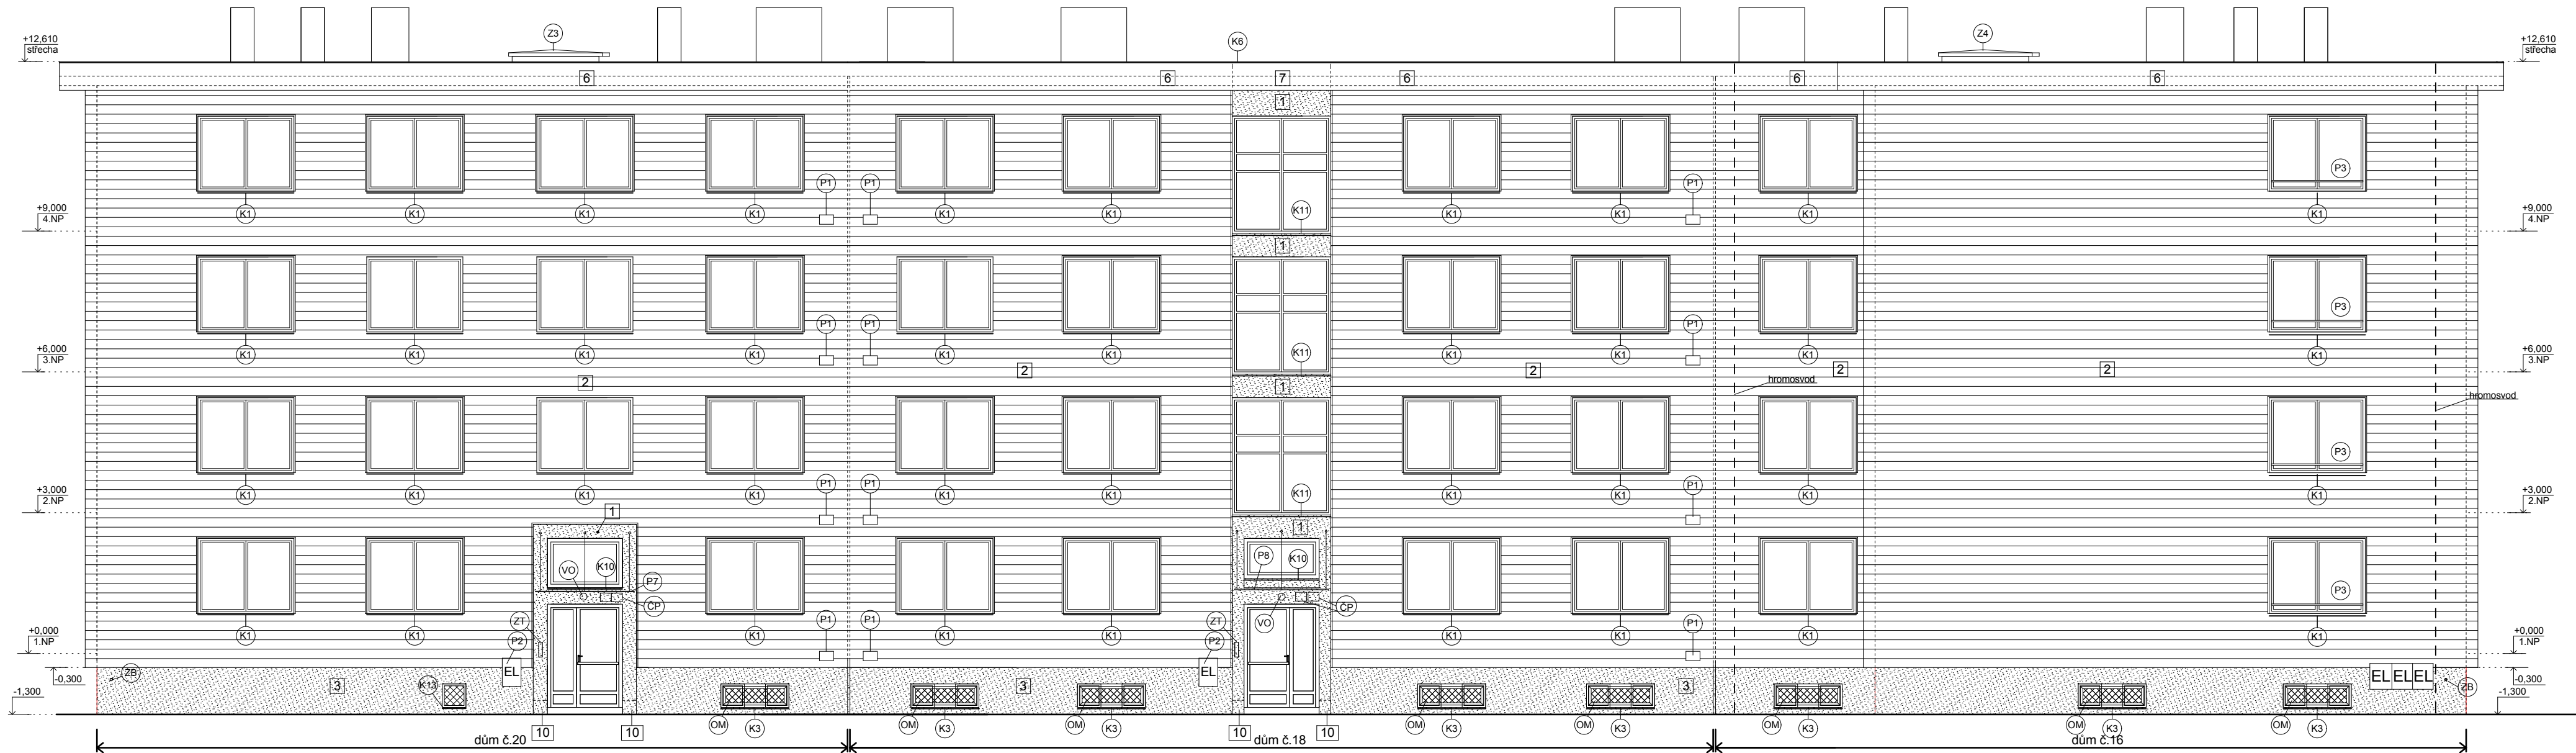 Z3 K6 Z4
+12,610 +12,610
střecha střecha
6 6 7 6 6 6
1
P3
P1 P1 P1
+9,000 K1 K1 K1 K1 K1 K1 K11 K1 K1 K1 K1 +9,000
4.NP 4.NP
1
P3
P1 P1 P1
+6,000 K1 K1 K1 K1 K1 K1 K11 K1 K1 K1 K1 +6,000
3.NP 3.NP
2 2 2 2 2
1
hromosvod
hromosvod
P3
P1 P1 P1
+3,000 K1 K1 K1 K1 K1 K1 K11 K1 K1 K1 K1 +3,000
2.NP 2.NP
1 1
VO K10 P7 P8 K10
P3
ČP ČP
ZT P1 P1 ZT VO P1
+0,000 K1 K1 K1 K1 K1 K1 K1 K1 K1 +0,000
1.NP 1.NP
P2 P2
-0,300 ZB EL EL EL EL EL -0,300
3 K13 3 3 ZB
-1,300 -1,300
OM K3 OM K3 OM K3 OM K3 OM K3 OM K3 OM K3 OM K3
10 10 10 10
dům č.20 dům č.18 dům č.16